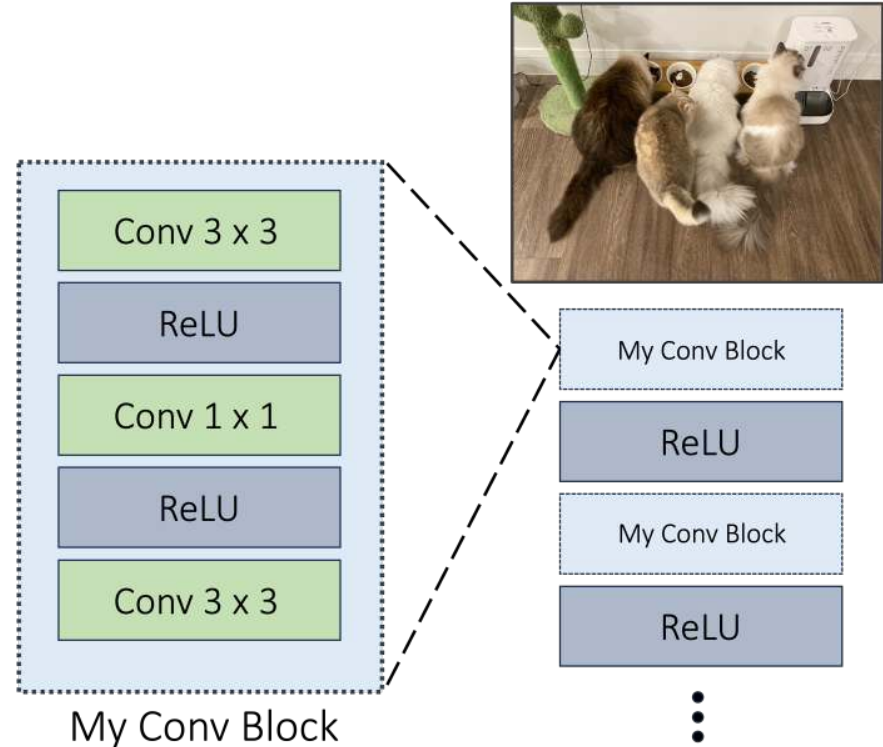 Conv 3 x 3
ReLU
Conv 1 x 1
ReLU
Conv 3 x 3
My Conv Block
My Conv Block
ReLU
My Conv Block
ReLU